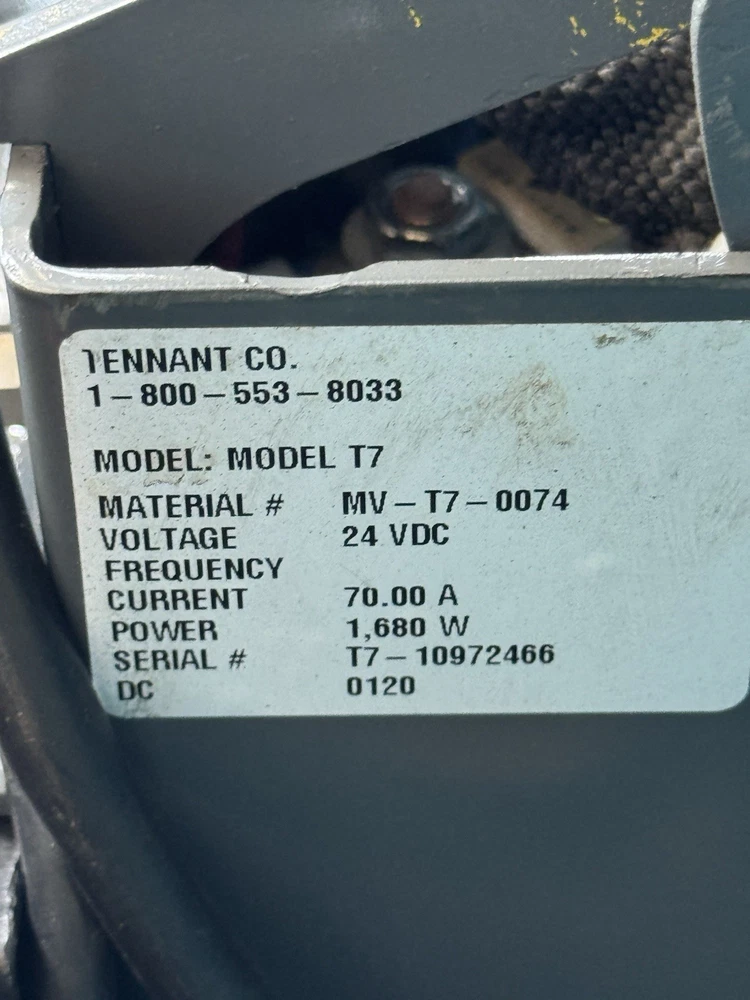 TENNANT CO.
1-800-553-8033
MODEL: MODEL T7
MATERIAL # MV-T7-0074
VOLTAGE 24 VDC
FREQUENCY
CURRENT 70.00 A
POWER 1,680 W
SERIAL # T7-10972466
DC 0120